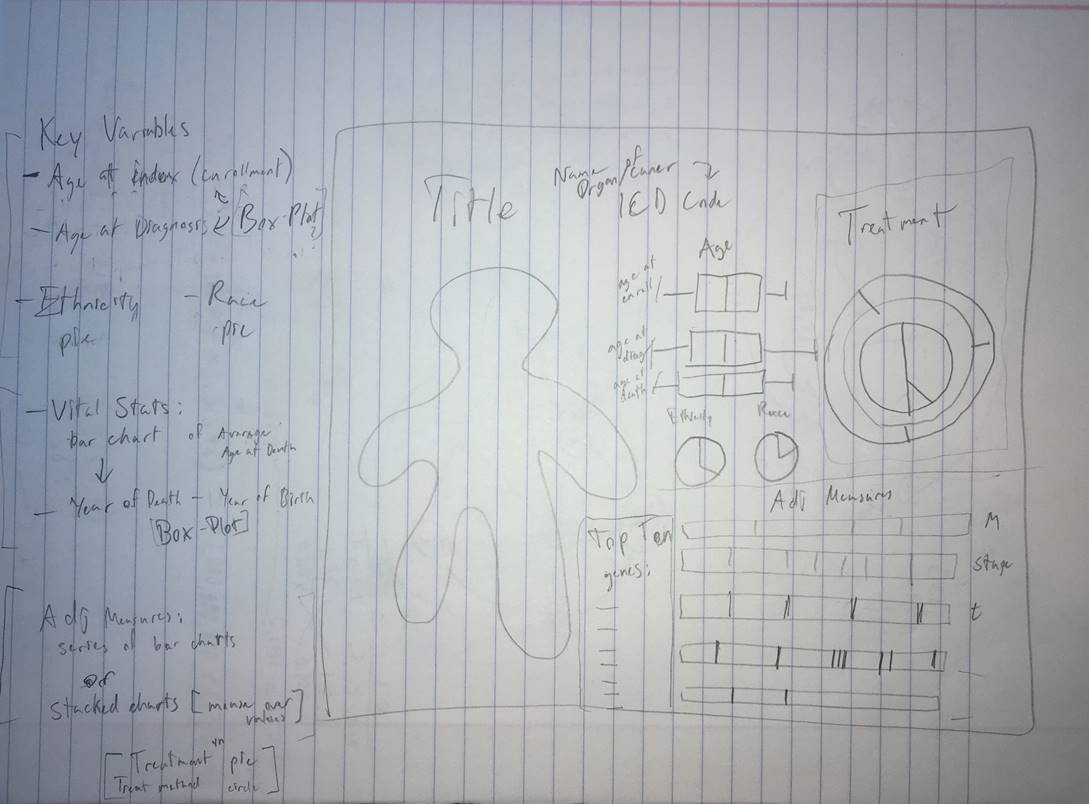 Key Variables
- Age at Index (enrollment)
- Age at Diagnosis [Box-Plot]
- Ethnicity - Race
pie pie
- Vital Stats:
bar chart of Average
Age at Death
- Year of Death - Year of Birth
[Box-Plot]
Adj Measures:
series of bar charts
or
stacked charts [mouse over
values]
[Treatment yn pie
Treat method circle]
Title
Name of
Organ/Cancer
Code
Age
age at
enroll
age at
diag
age at
death
Ethnicity Race
Treatment
Adj Measures
M
stage
t
Top Ten
genes: